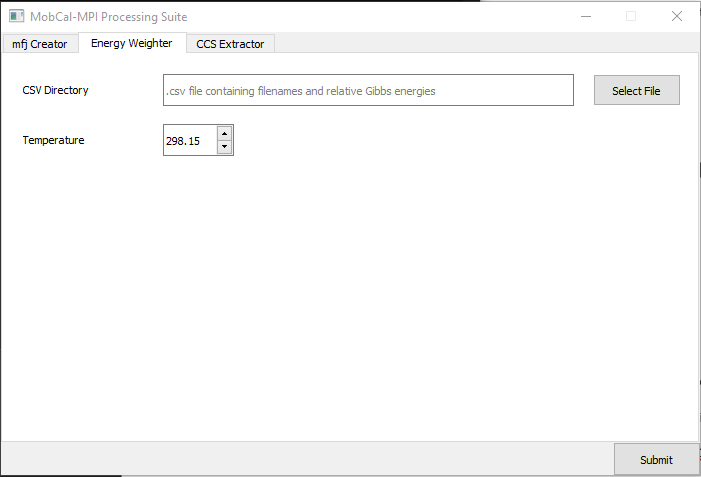 MobCal-MPI Processing Suite
mfj Creator Energy Weighter CCS Extractor
CSV Directory .csv file containing filenames and relative Gibbs energies Select File
Temperature 298.15
Submit